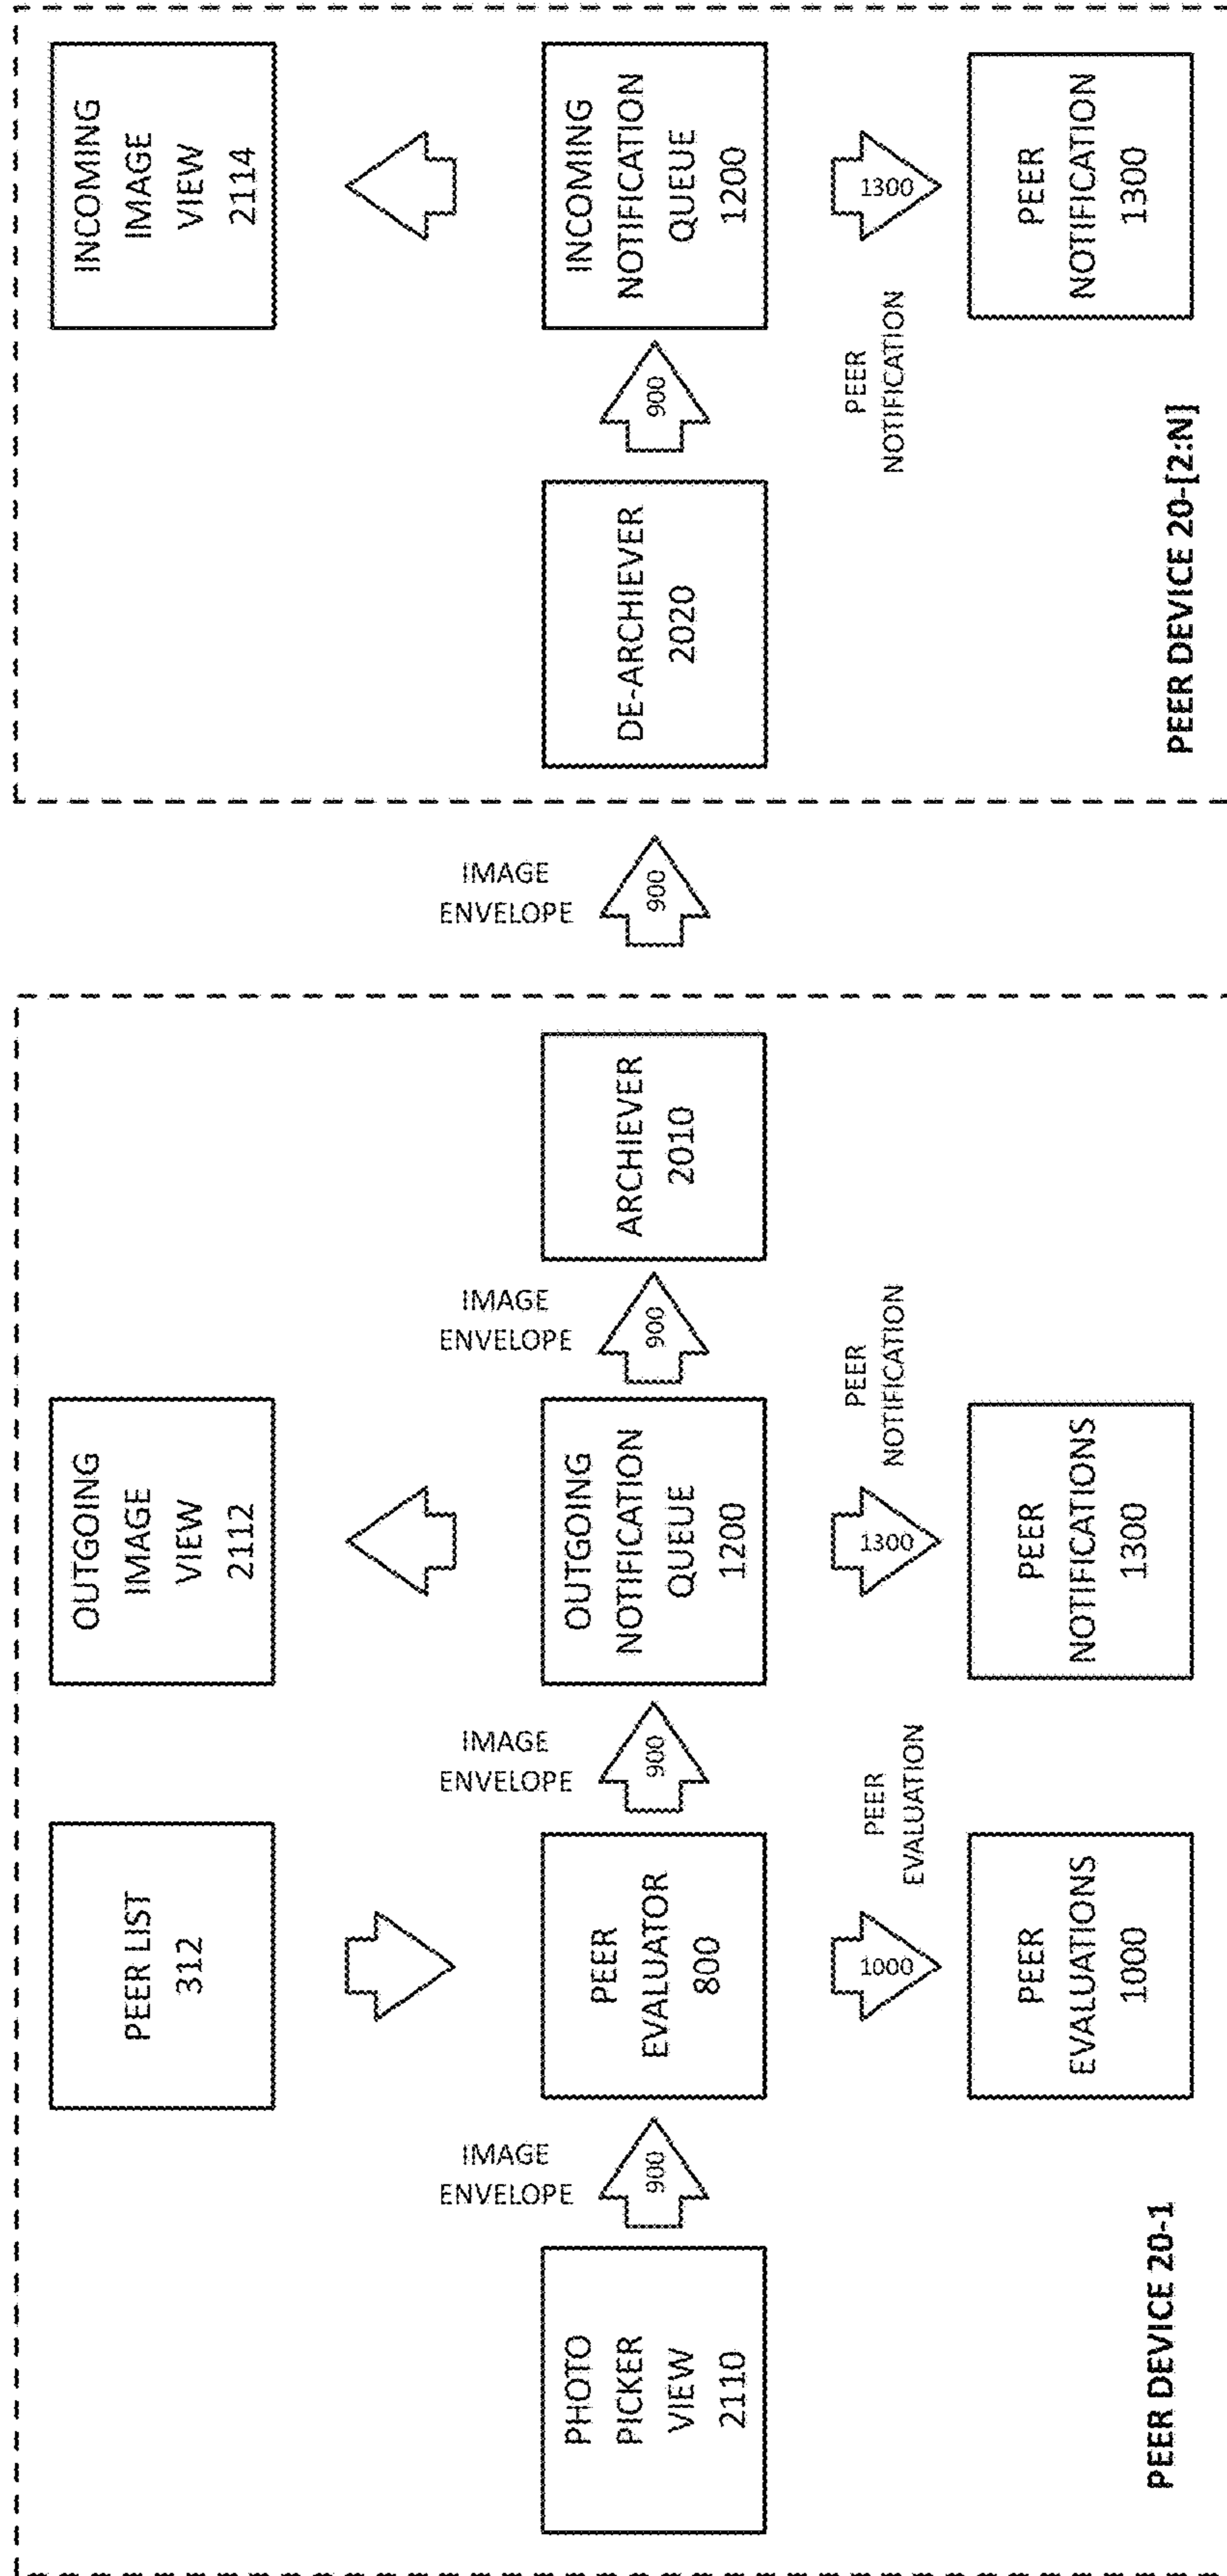 PEER LIST
312
OUTGOING
IMAGE
VIEW
2112
INCOMING
IMAGE
VIEW
2114
IMAGE
ENVELOPE
IMAGE
ENVELOPE
IMAGE
ENVELOPE
IMAGE
ENVELOPE
PHOTO
PICKER
VIEW
2110
900
PEER
EVALUATOR
800
900
OUTGOING
NOTIFICATION
QUEUE
1200
900
ARCHIEVER
2010
900
DE-ARCHIEVER
2020
900
INCOMING
NOTIFICATION
QUEUE
1200
1000
PEER
EVALUATION
1300
PEER
NOTIFICATION
PEER
NOTIFICATION
1300
PEER
EVALUATIONS
1000
PEER
NOTIFICATIONS
1300
PEER
NOTIFICATION
1300
PEER DEVICE 20-1
PEER DEVICE 20-[2:N]